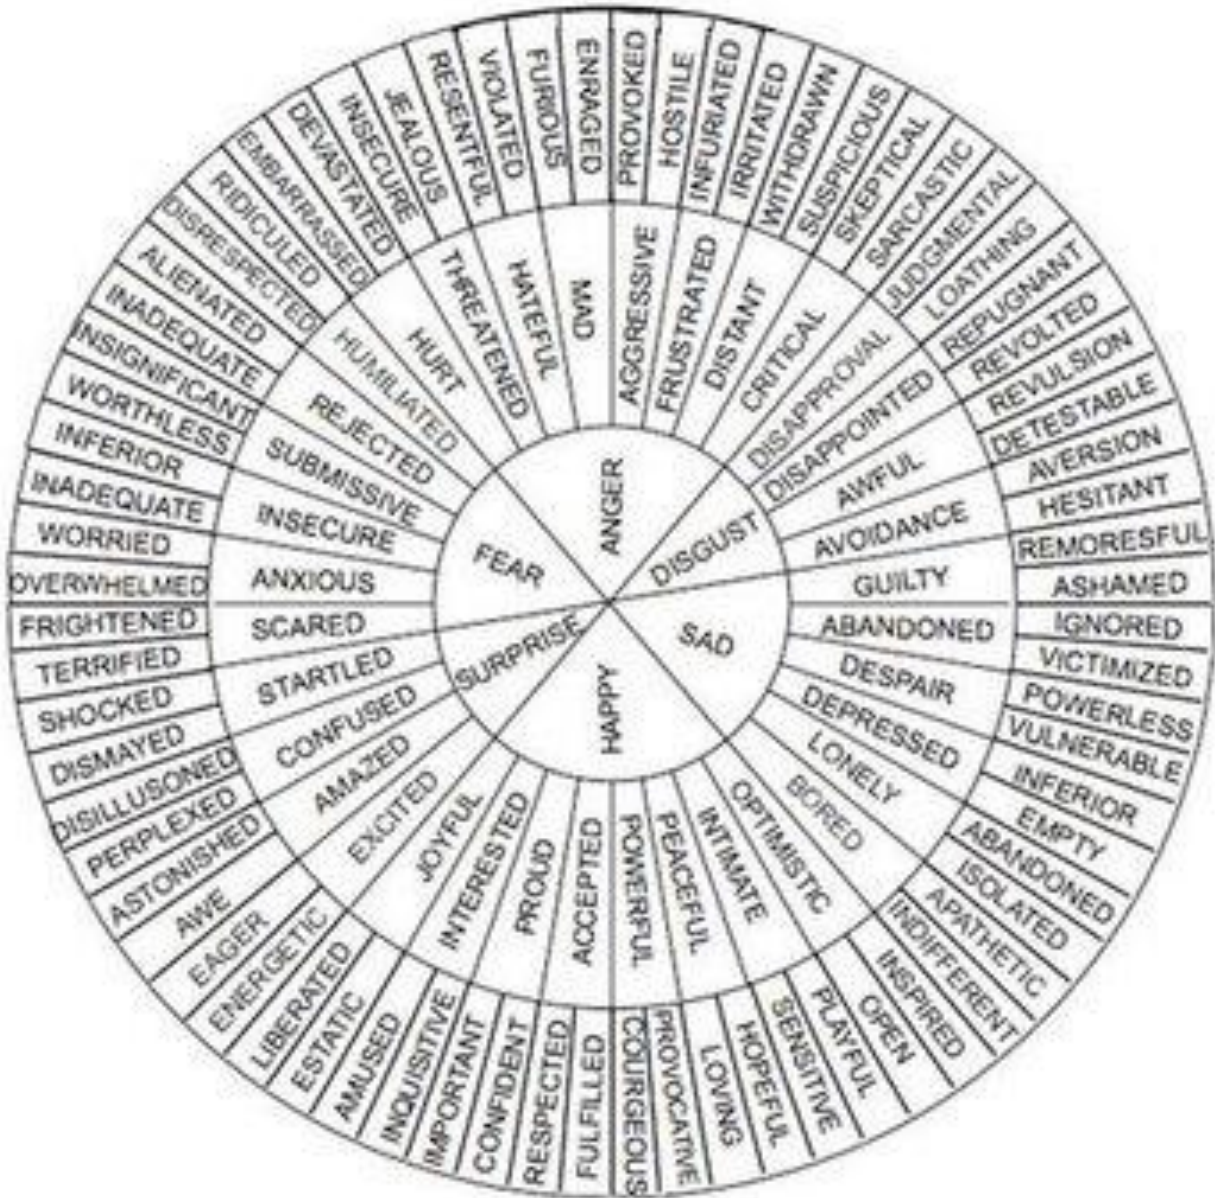 ANGER
DISGUST
SAD
HAPPY
SURPRISE
FEAR
MAD
AGGRESSIVE
FRUSTRATED
DISTANT
CRITICAL
DISAPPROVAL
DISAPPOINTED
AWFUL
AVOIDANCE
GUILTY
ABANDONED
DESPAIR
DEPRESSED
LONELY
BORED
OPTIMISTIC
INTIMATE
PEACEFUL
POWERFUL
ACCEPTED
PROUD
INTERESTED
JOYFUL
EXCITED
AMAZED
CONFUSED
STARTLED
SCARED
ANXIOUS
INSECURE
SUBMISSIVE
REJECTED
HUMILIATED
HURT
THREATENED
HATEFUL
ENRAGED
PROVOKED
HOSTILE
INFURIATED
IRRITATED
WITHDRAWN
SUSPICIOUS
SKEPTICAL
SARCASTIC
JUDGMENTAL
LOATHING
REPUGNANT
REVOLTED
REVULSION
DETESTABLE
AVERSION
HESITANT
REMORESFUL
ASHAMED
IGNORED
VICTIMIZED
POWERLESS
VULNERABLE
INFERIOR
EMPTY
ABANDONED
ISOLATED
APATHETIC
INDIFFERENT
INSPIRED
OPEN
PLAYFUL
SENSITIVE
HOPEFUL
LOVING
PROVOCATIVE
COURGEOUS
FULFILLED
RESPECTED
CONFIDENT
IMPORTANT
INQUISITIVE
AMUSED
ESTATIC
LIBERATED
ENERGETIC
EAGER
AWE
ASTONISHED
PERPLEXED
DISILLUSONED
DISMAYED
SHOCKED
TERRIFIED
FRIGHTENED
OVERWHELMED
WORRIED
INADEQUATE
INFERIOR
WORTHLESS
INSIGNIFICANT
INADEQUATE
ALIENATED
DISRESPECTED
RIDICULED
EMBARRASSED
DEVASTATED
INSECURE
JEALOUS
RESENTFUL
VIOLATED
FURIOUS